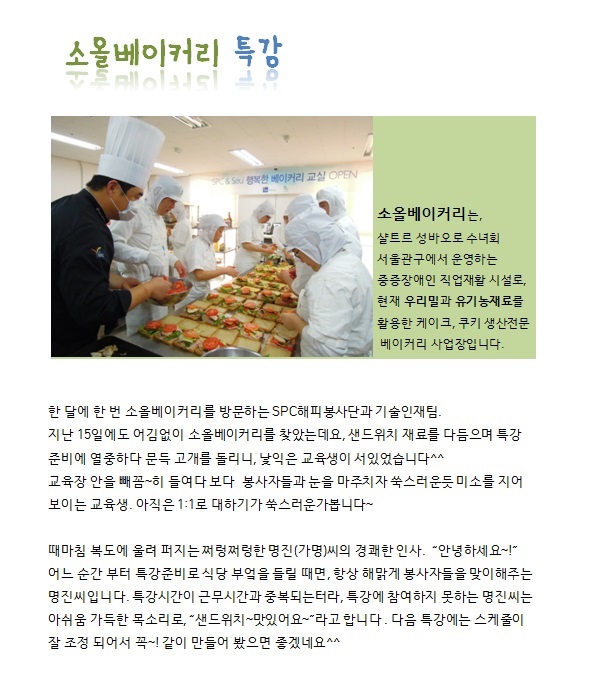 소올베이커리 특강
SPC & Soul 행복한 베이커리 교실 OPEN
소올베이커리는,
샬트르 성바오로 수녀회
서울관구에서 운영하는
중증장애인 직업재활 시설로,
현재 우리밀과 유기농재료를
활용한 케이크, 쿠키 생산전문
베이커리 사업장입니다.
한 달에 한 번 소올베이커리를 방문하는 SPC해피봉사단과 기술인재팀.
지난 15일에도 어김없이 소올베이커리를 찾았는데요, 샌드위치 재료를 다듬으며 특강
준비에 열중하다 문득 고개를 돌리니, 낯익은 교육생이 서있었습니다^^
교육장 안을 빼꼼~히 들여다 보다 봉사자들과 눈을 마주치자 쑥스러운듯 미소를 지어
보이는 교육생. 아직은 1:1로 대하기가 쑥스러운가봅니다~
때마침 복도에 울려 퍼지는 쩌렁쩌렁한 명진(가명)씨의 경쾌한 인사. “안녕하세요~!”
어느 순간 부터 특강준비로 식당 부엌을 들릴 때면, 항상 해맑게 봉사자들을 맞이해주는
명진씨입니다. 특강시간이 근무시간과 중복되는터라, 특강에 참여하지 못하는 명진씨는
아쉬움 가득한 목소리로, “샌드위치~맛있어요~”라고 합니다. 다음 특강에는 스케줄이
잘 조정 되어서 꼭~! 같이 만들어 봤으면 좋겠네요^^